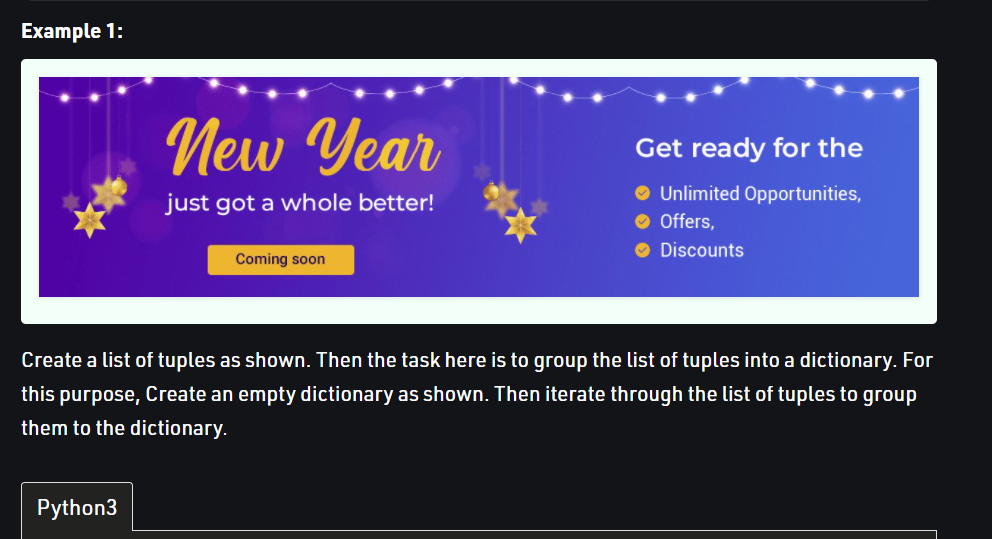 Example 1:
New Year
just got a whole better!
Coming soon
Get ready for the
Unlimited Opportunities,
Offers,
Discounts
Create a list of tuples as shown. Then the task here is to group the list of tuples into a dictionary. For
this purpose, Create an empty dictionary as shown. Then iterate through the list of tuples to group
them to the dictionary.
Python3